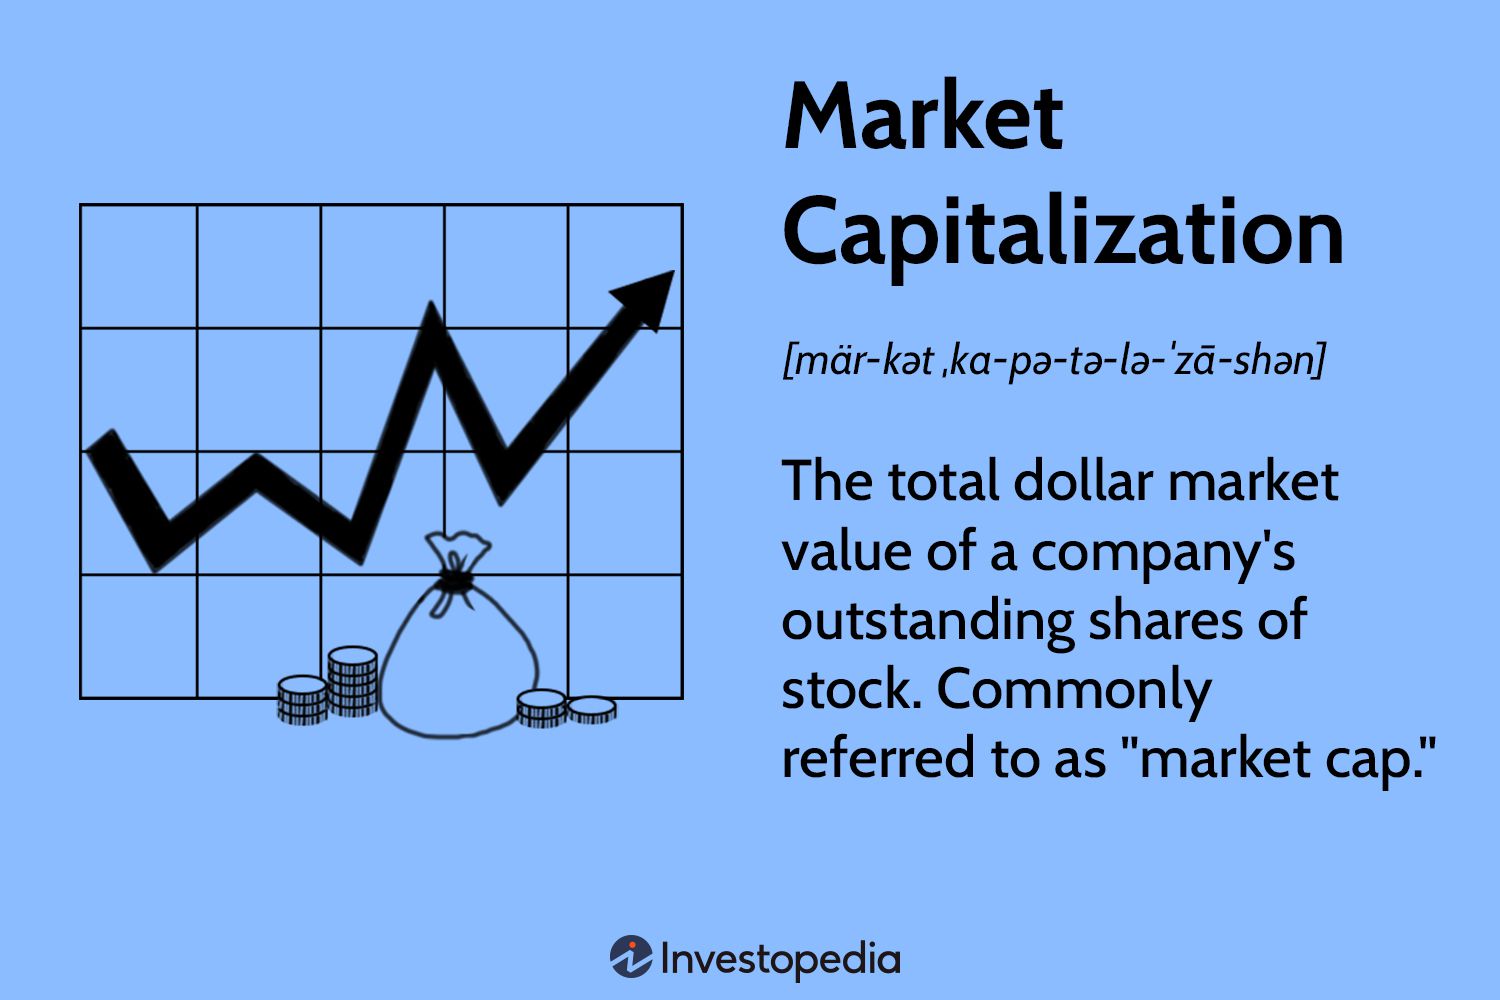 Market
Capitalization
[mär-kət ˌka-pə-tə-lə-ˈzā-shən]
The total dollar market
value of a company's
outstanding shares of
stock. Commonly
referred to as "market cap."
Investopedia